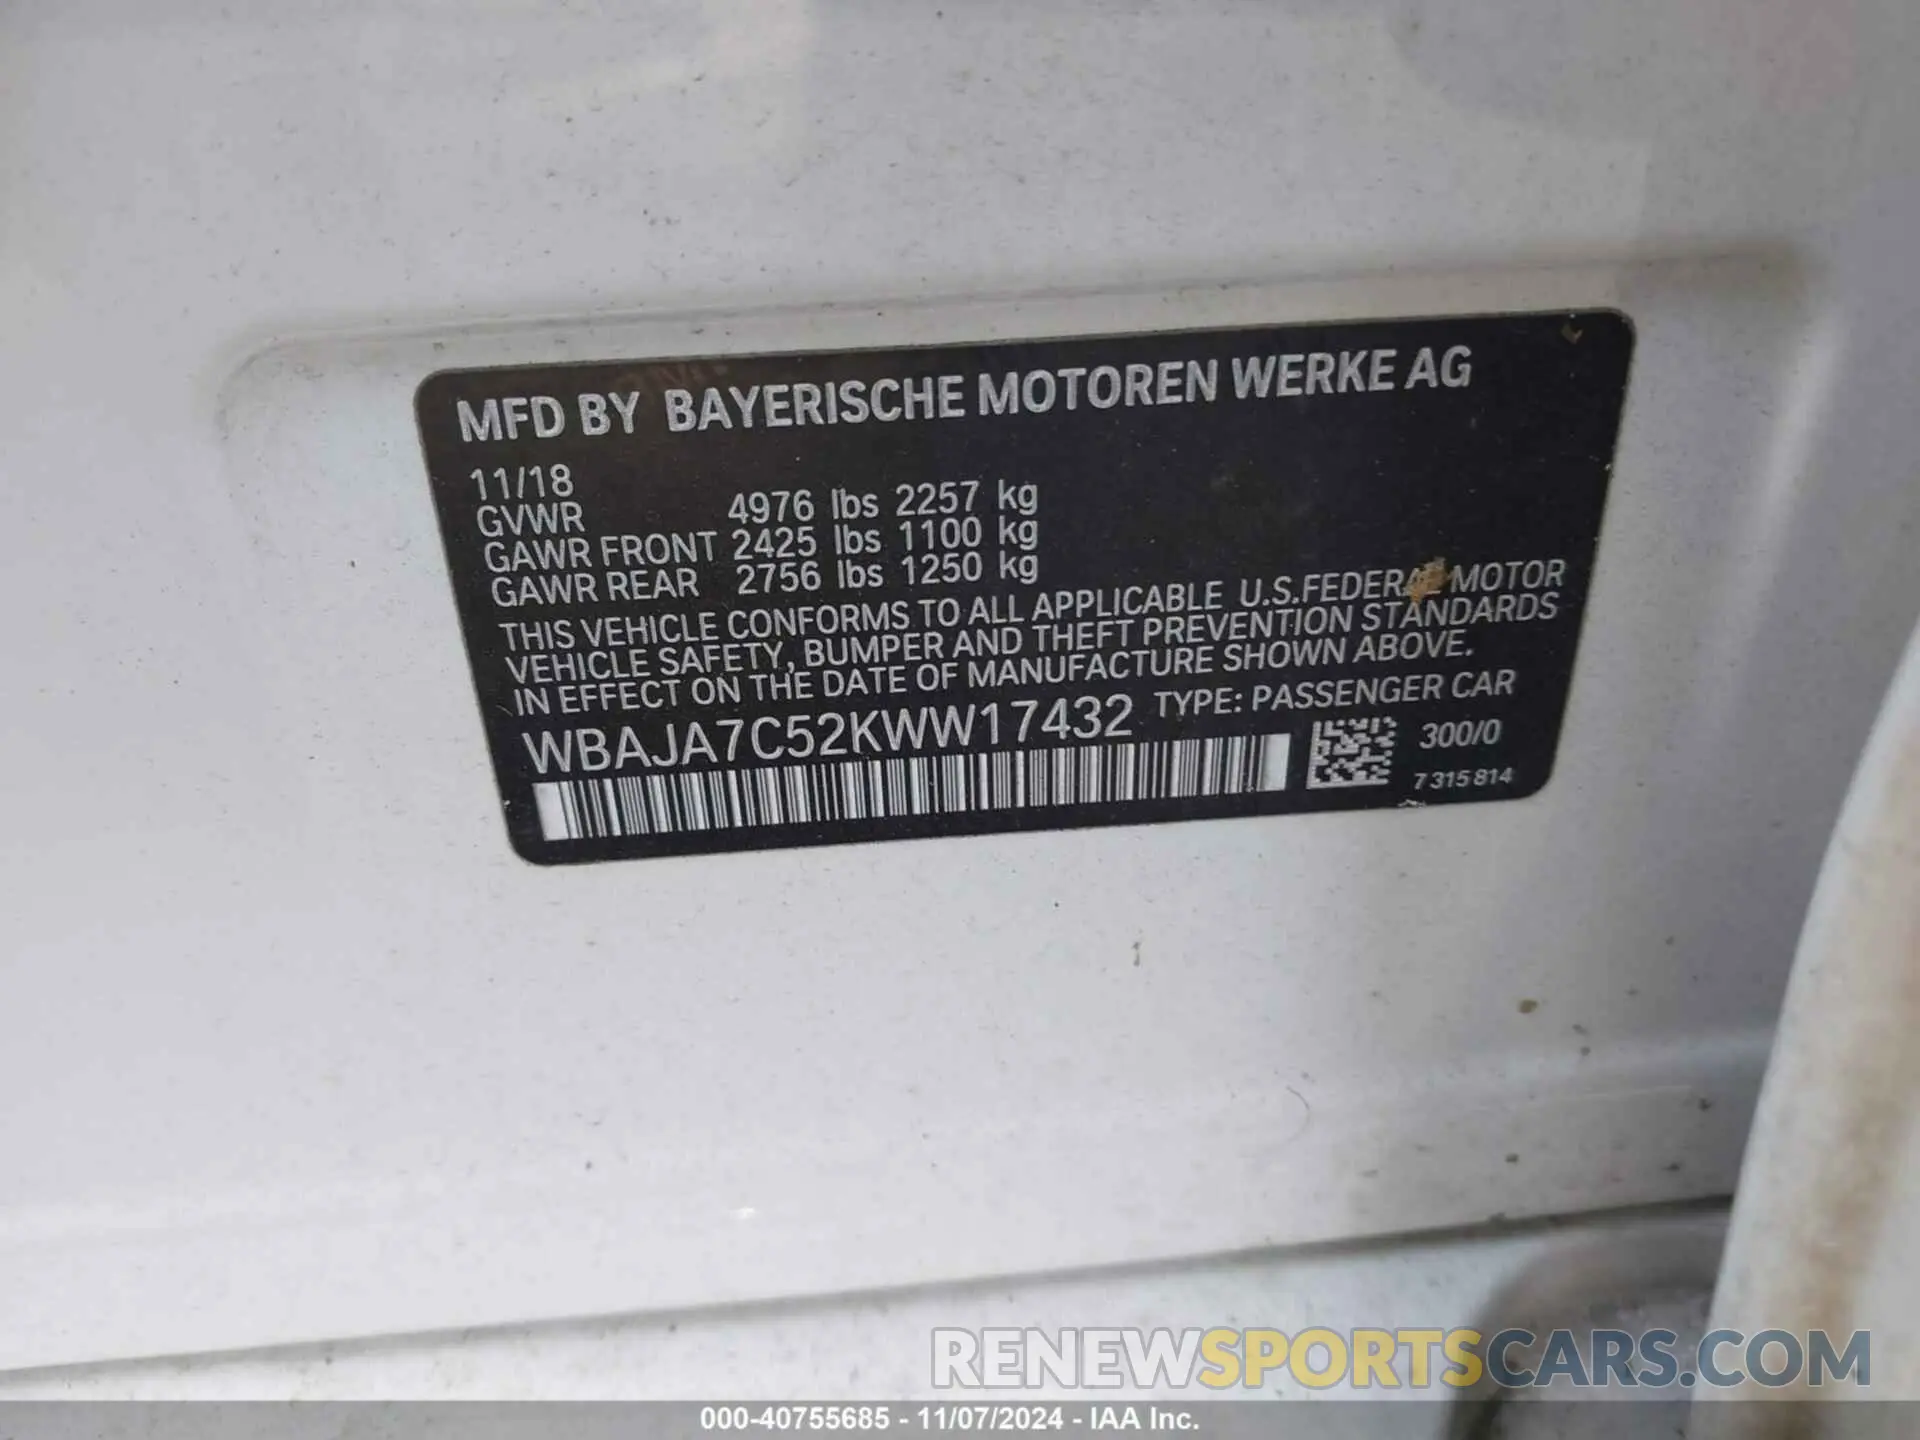 MFD BY BAYERISCHE MOTOREN WERKE AG
11/18
GVWR 4976 lbs 2257 kg
GAWR FRONT 2425 lbs 1100 kg
GAWR REAR 2756 lbs 1250 kg
THIS VEHICLE CONFORMS TO ALL APPLICABLE U.S.FEDERAL MOTOR
VEHICLE SAFETY, BUMPER AND THEFT PREVENTION STANDARDS
IN EFFECT ON THE DATE OF MANUFACTURE SHOWN ABOVE.
WBAJA7C52KWW17432 TYPE: PASSENGER CAR
300/0
7 315 814
RENEWSPORTSCARS.COM
000-40755685 - 11/07/2024 - IAA Inc.